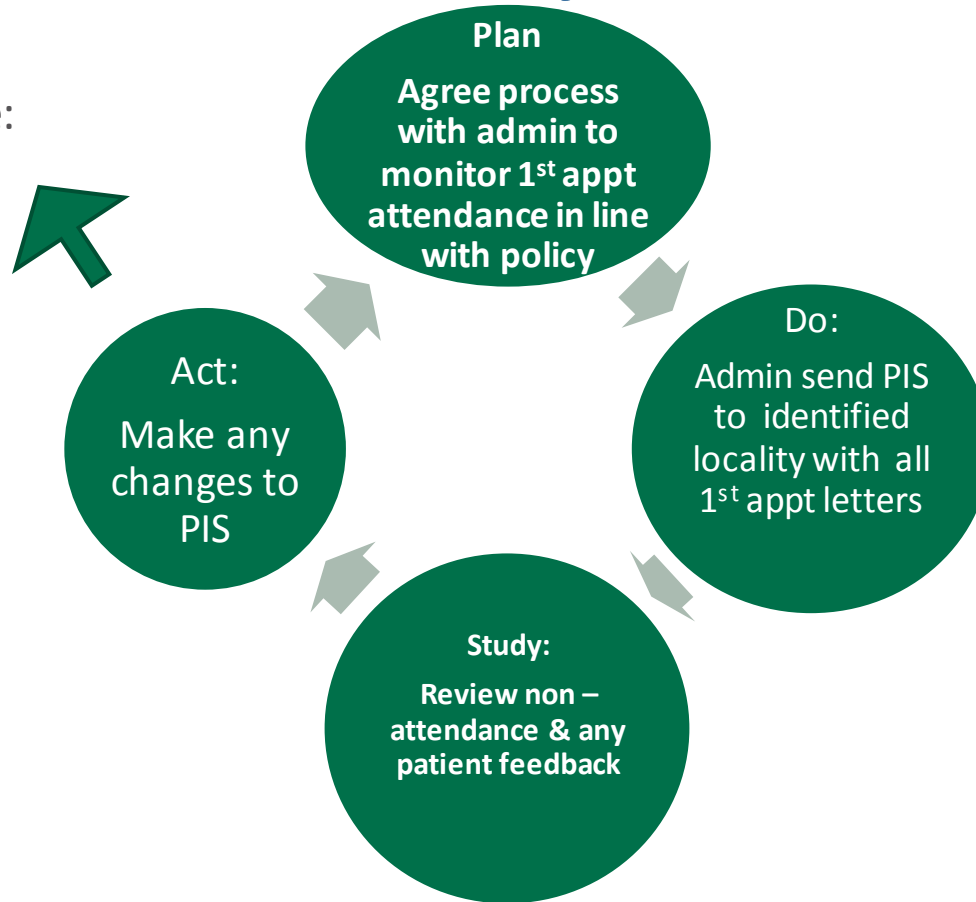 Plan
Agree process
with admin to
monitor 1st appt
attendance in line
with policy
Do:
Admin send PIS
to identified
locality with all
1st appt letters
Study:
Review non –
attendance & any
patient feedback
Act:
Make any
changes to
PIS